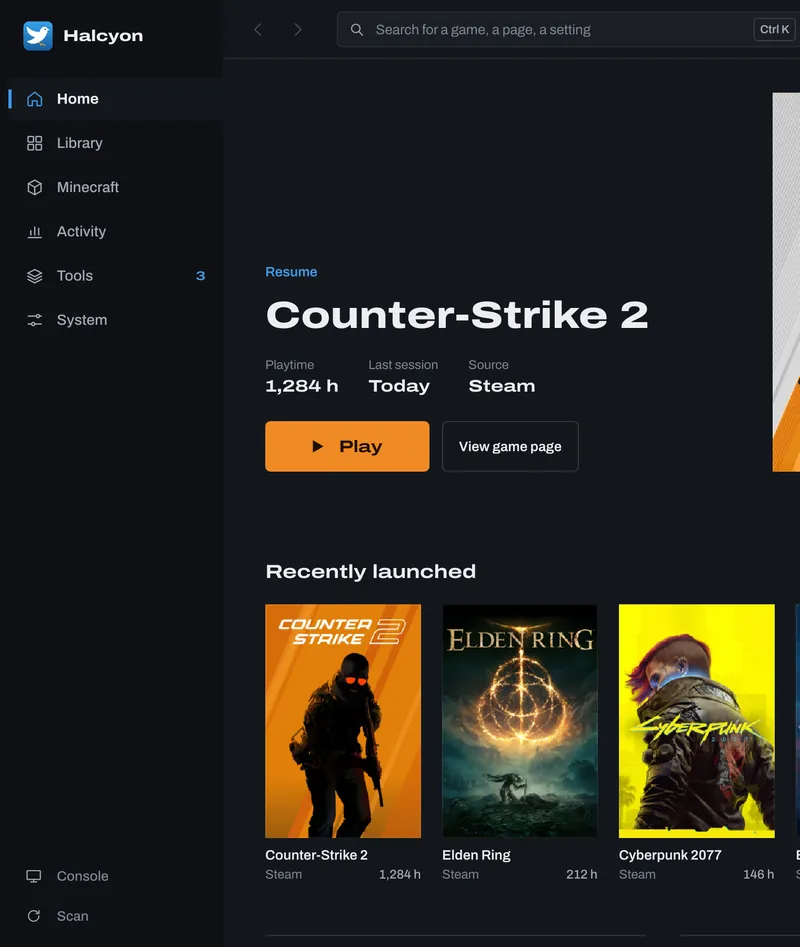 Halcyon
Search for a game, a page, a setting
Ctrl K
Home
Library
Minecraft
Activity
Tools 3
System
Resume
Counter-Strike 2
Playtime Last session Source
1,284 h Today Steam
Play View game page
Recently launched
COUNTER
STRIKE 2
ELDEN RING
Cyberpunk
Counter-Strike 2
Steam 1,284 h
Elden Ring
Steam 212 h
Cyberpunk 2077
Steam 146 h
Console
Scan